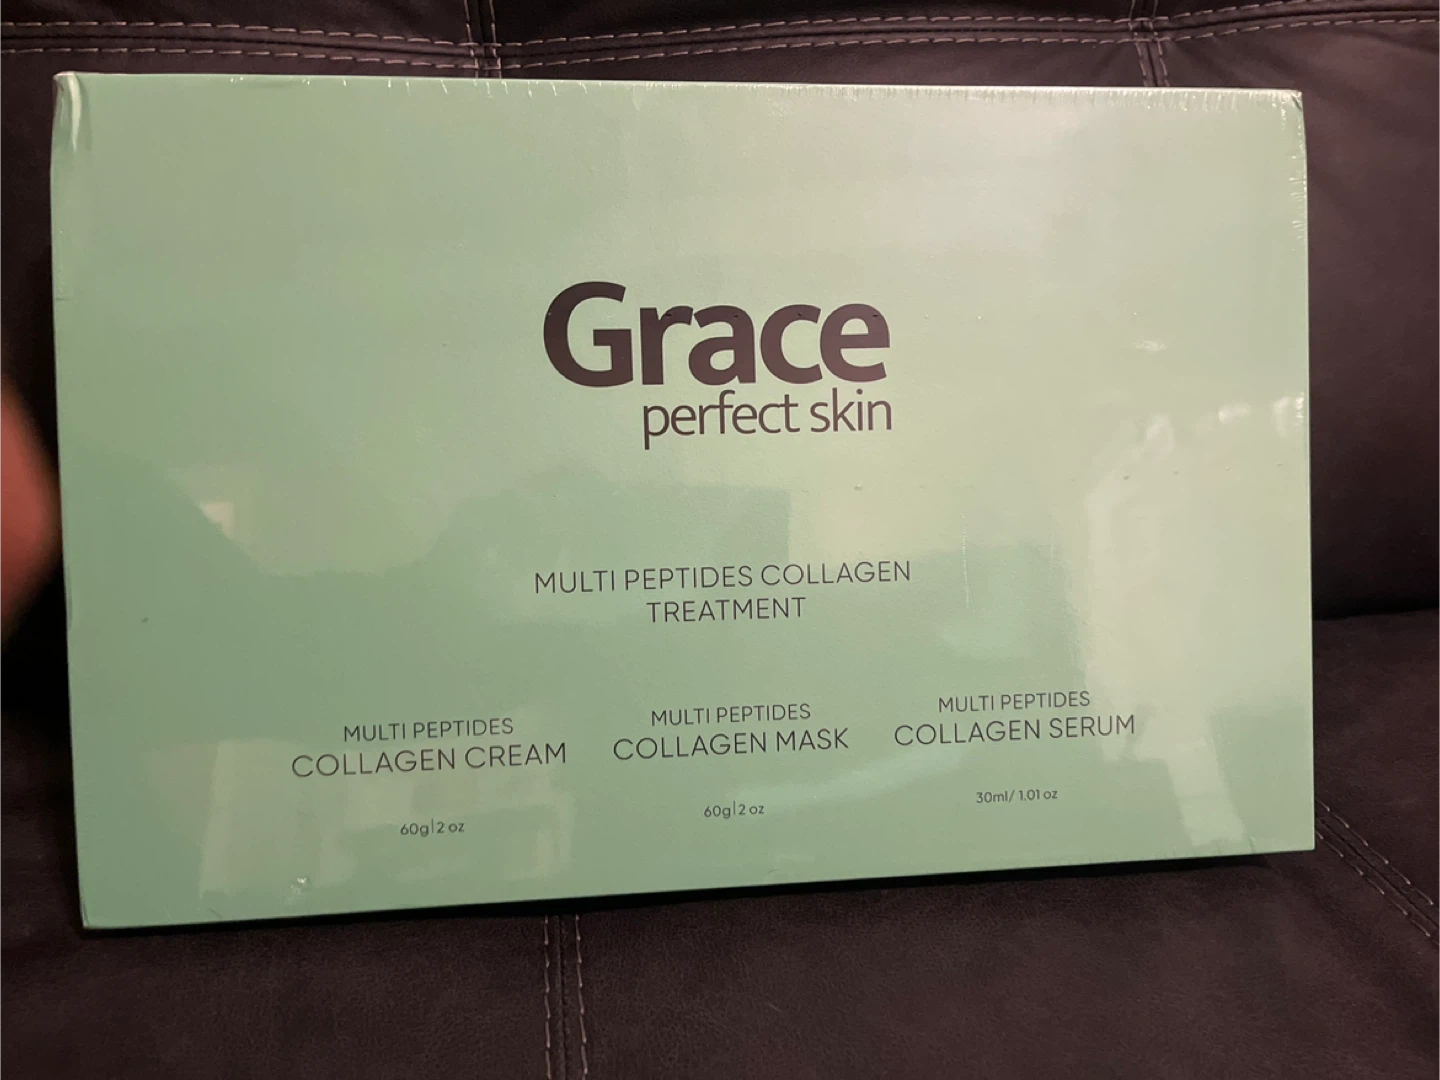 Grace
perfect skin
MULTI PEPTIDES COLLAGEN
TREATMENT
MULTI PEPTIDES
COLLAGEN CREAM
60g|2 oz
MULTI PEPTIDES
COLLAGEN MASK
60g|2 oz
MULTI PEPTIDES
COLLAGEN SERUM
30ml/ 1.01 oz